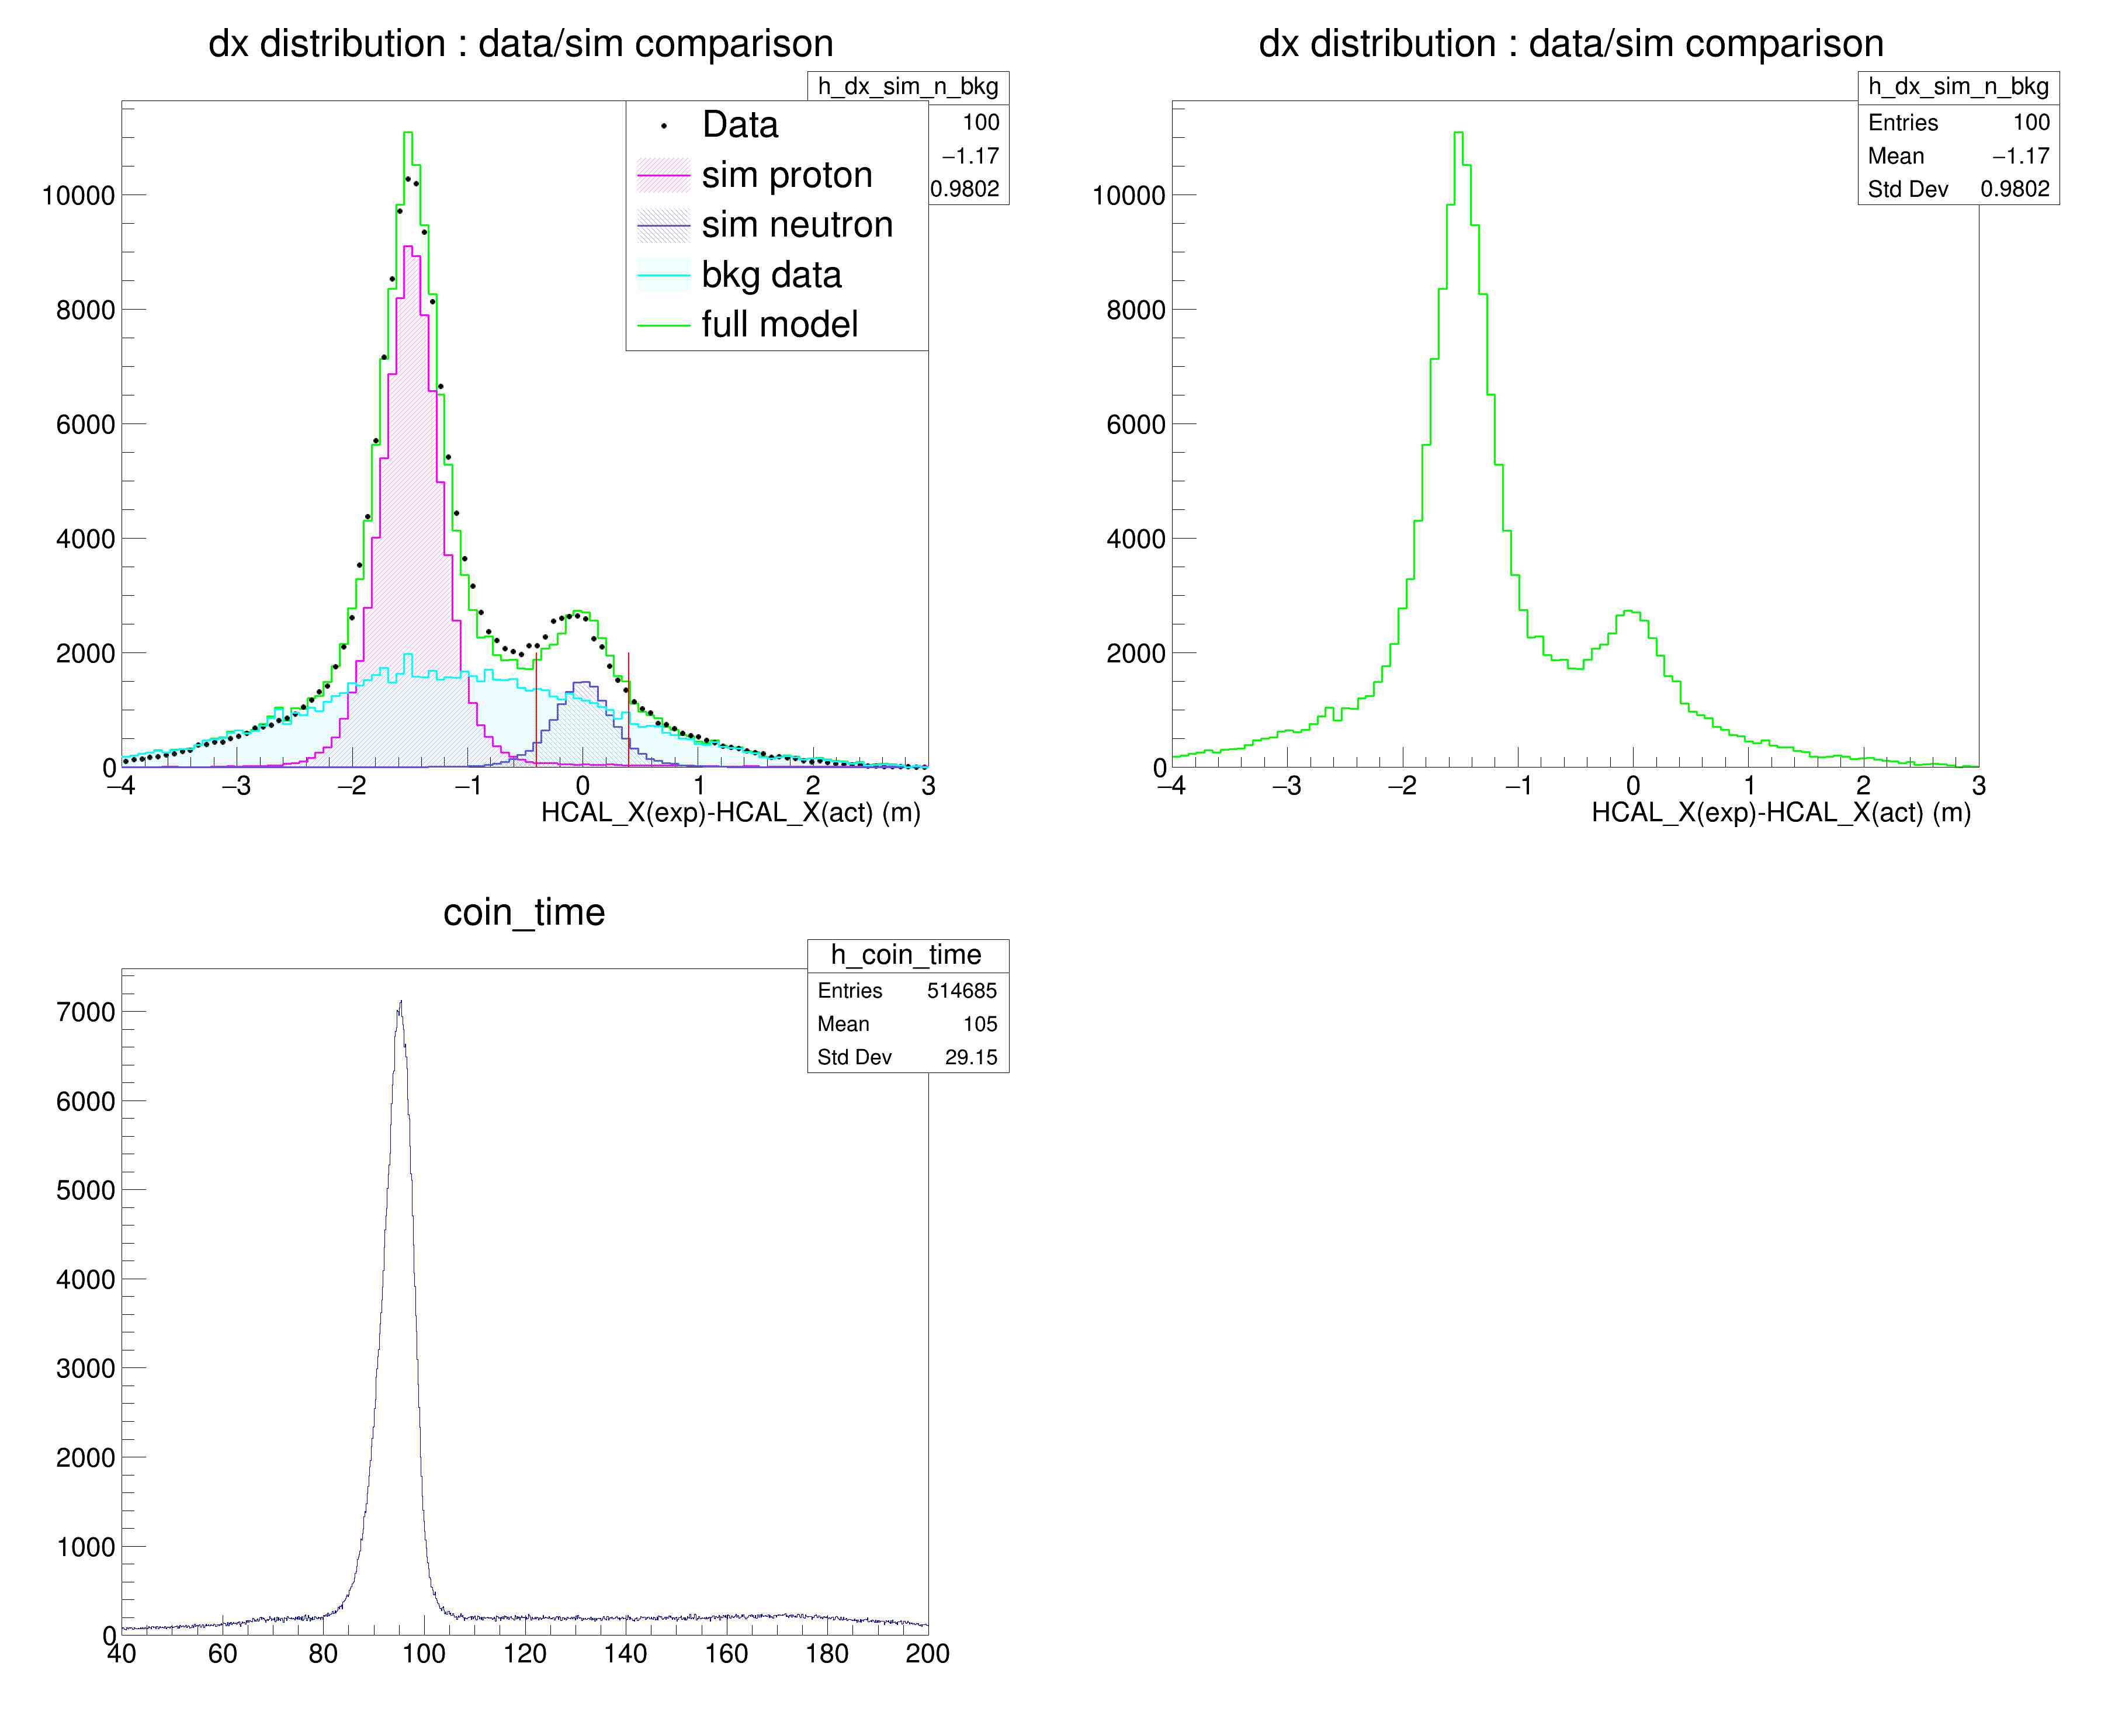 dx distribution : data/sim comparison
h_dx_sim_n_bkg
100
−1.17
0.9802
Data
sim proton
sim neutron
bkg data
full model
10000
8000
6000
4000
2000
0
−4 −3 −2 −1 0 1 2 3
HCAL_X(exp)-HCAL_X(act) (m)
dx distribution : data/sim comparison
h_dx_sim_n_bkg
Entries 100
Mean −1.17
Std Dev 0.9802
10000
8000
6000
4000
2000
0
−4 −3 −2 −1 0 1 2 3
HCAL_X(exp)-HCAL_X(act) (m)
coin_time
h_coin_time
Entries 514685
Mean 105
Std Dev 29.15
7000
6000
5000
4000
3000
2000
1000
0
40 60 80 100 120 140 160 180 200